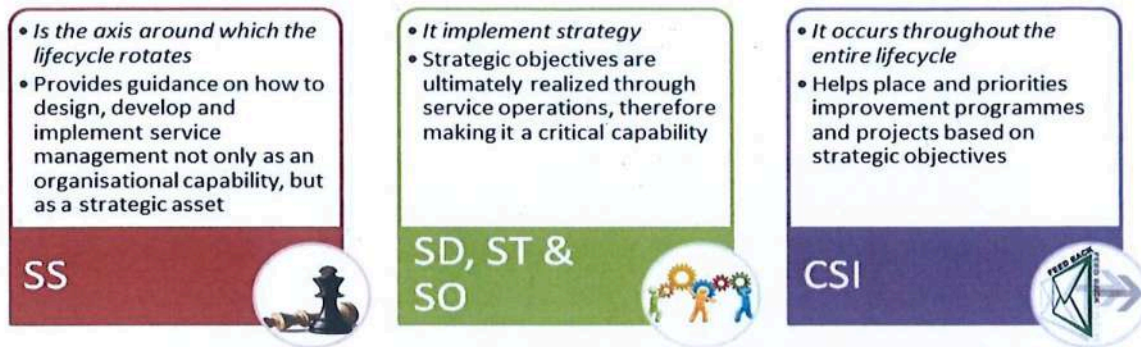 • Is the axis around which the
lifecycle rotates
• Provides guidance on how to
design, develop and
implement service
management not only as an
organisational capability, but
as a strategic asset
SS
• It implement strategy
• Strategic objectives are
ultimately realized through
service operations, therefore
making it a critical capability
SD, ST &
SO
• It occurs throughout the
entire lifecycle
• Helps place and priorities
improvement programmes
and projects based on
strategic objectives
CSI
FEED BACK
FEED BACK